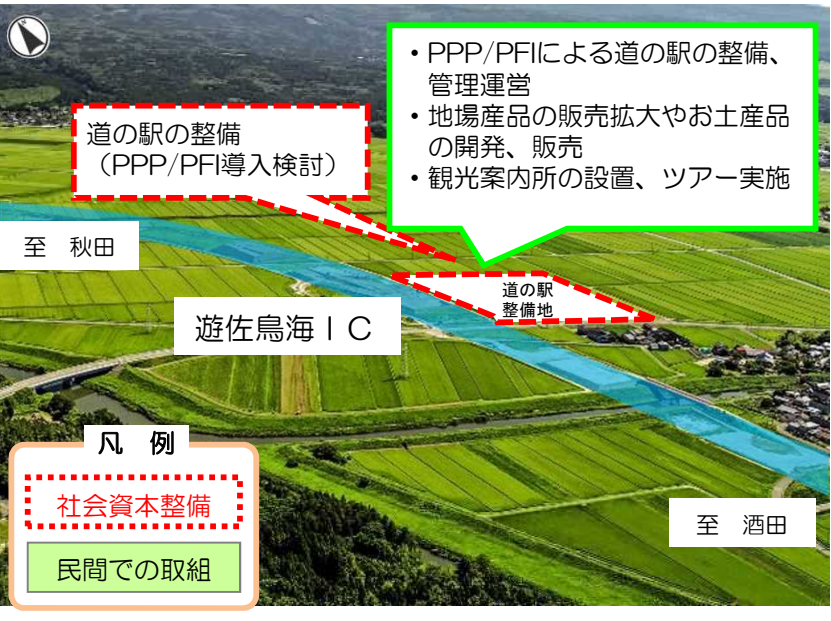 ・PPP/PFIによる道の駅の整備、
管理運営
・地場産品の販売拡大やお土産品
の開発、販売
・観光案内所の設置、ツアー実施
道の駅の整備
（PPP/PFI導入検討）
至　秋田
道の駅
整備地
遊佐鳥海ＩＣ
凡　例
社会資本整備
民間での取組
至　酒田